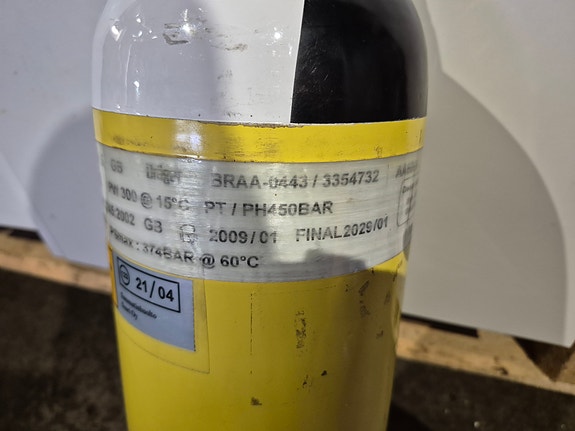 GB Dräger BRAA-0443 / 3354732
PW 300 @ 15°C PT / PH450BAR
2002 GB 2009/01 FINAL2029/01
PSmax : 374BAR @ 60°C
21 / 04